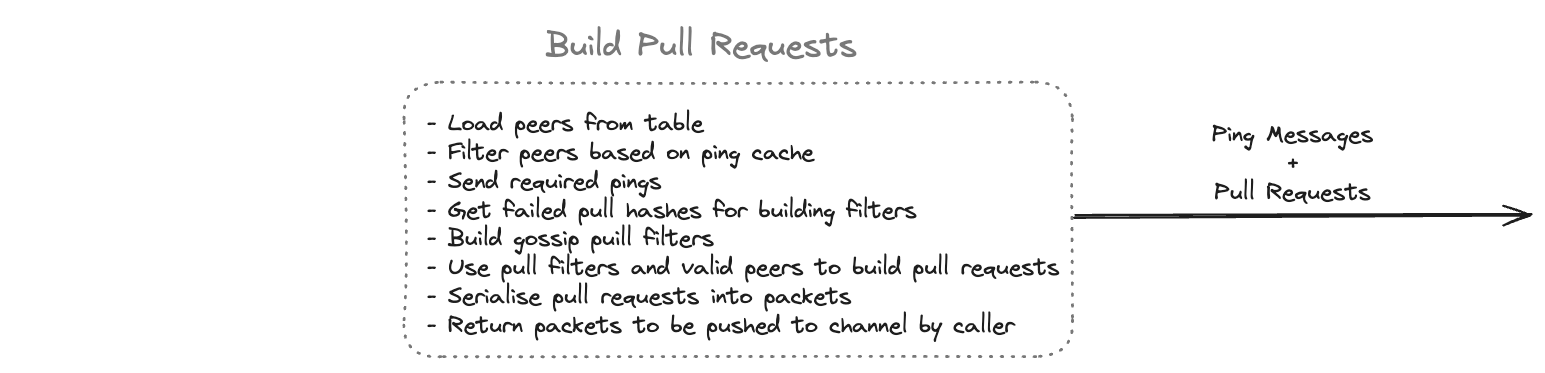 Build Pull Requests
- Load peers from table
- Filter peers based on ping cache
- Send required pings
- Get failed pull hashes for building filters
- Build gossip puill filters
- Use pull filters and valid peers to build pull requests
- Serialise pull requests into packets
- Return packets to be pushed to channel by caller
Ping Messages
+
Pull Requests